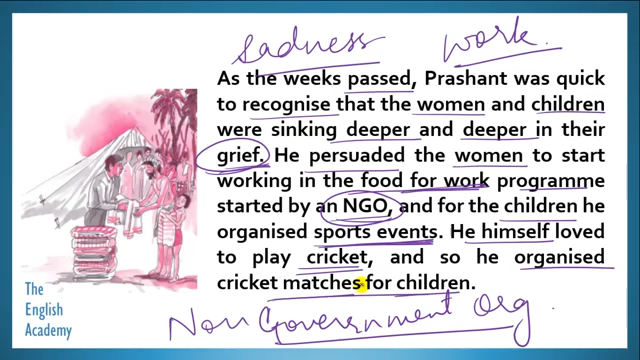 sadness work.
As the weeks passed, Prashant was quick
to recognise that the women and children
were sinking deeper and deeper in their
grief. He persuaded the women to start
working in the food for work programme
started by an NGO, and for the children he
organised sports events. He himself loved
to play cricket, and so he organised
cricket matches for children.
The
English
Academy
Non Government Org.